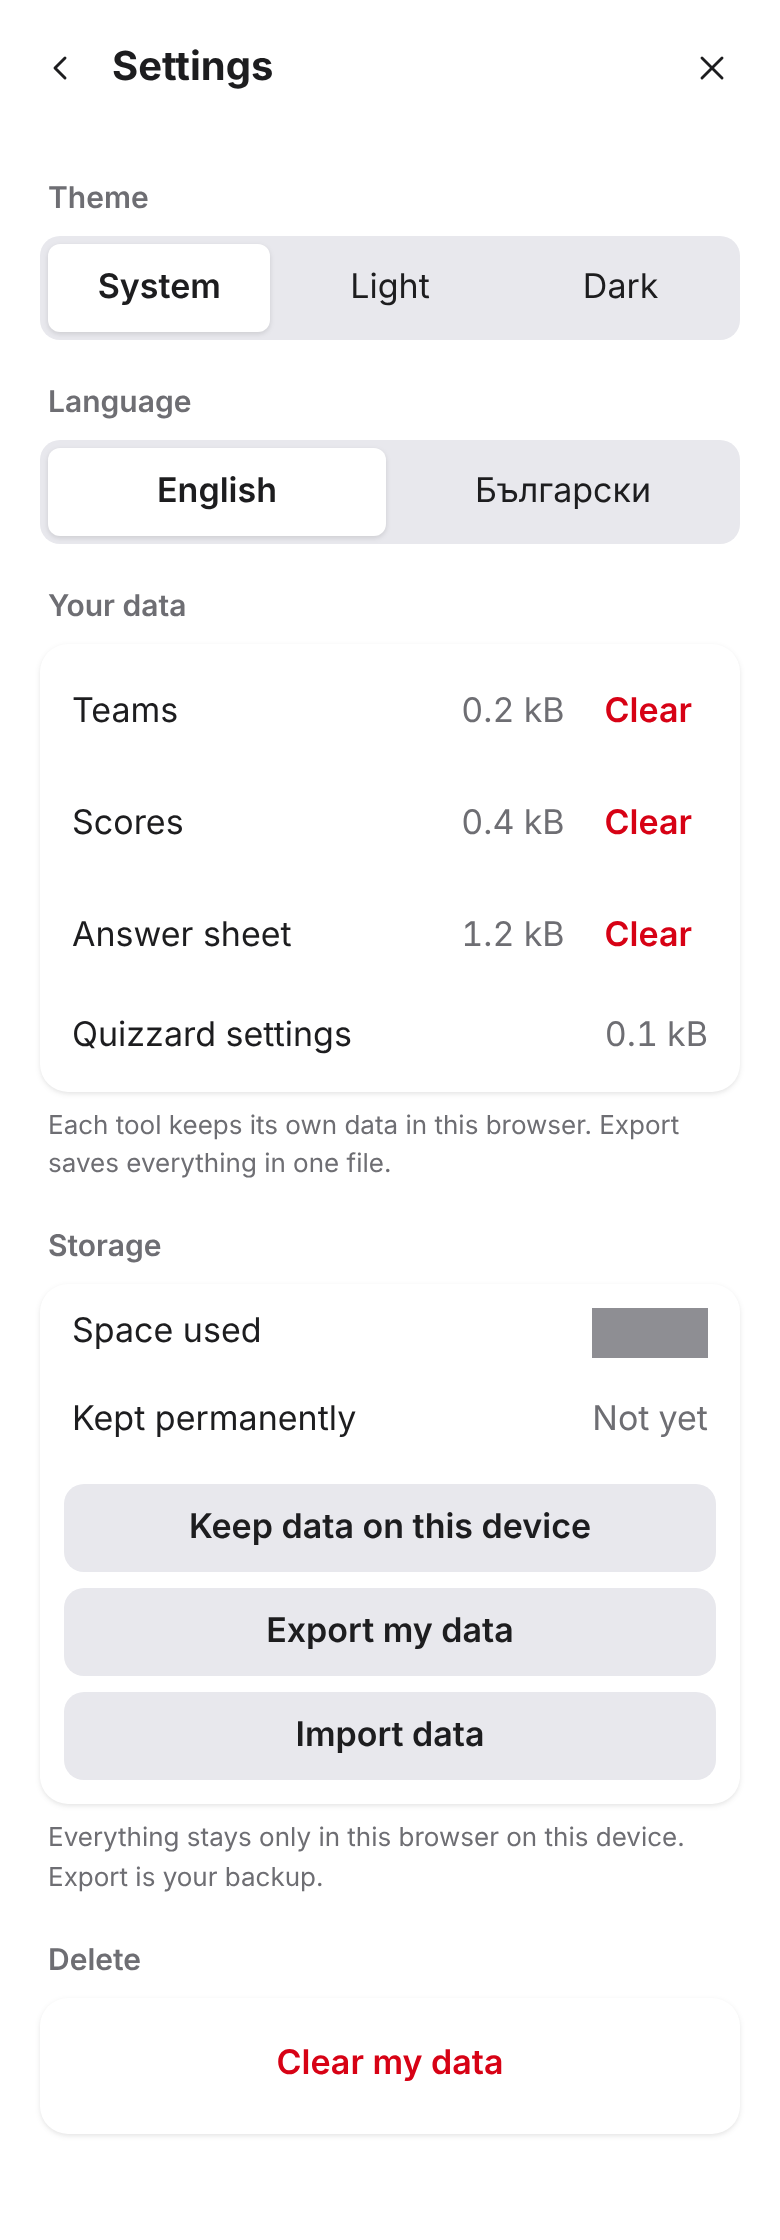 Settings
Theme
System Light Dark
Language
English Български
Your data
Teams 0.2 kB Clear
Scores 0.4 kB Clear
Answer sheet 1.2 kB Clear
Quizzard settings 0.1 kB
Each tool keeps its own data in this browser. Export
saves everything in one file.
Storage
Space used
Kept permanently Not yet
Keep data on this device
Export my data
Import data
Everything stays only in this browser on this device.
Export is your backup.
Delete
Clear my data